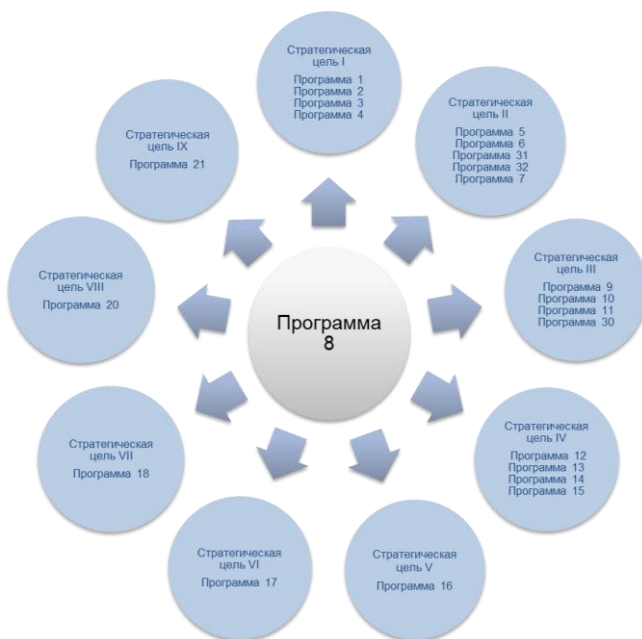 Стратегическая
цель I
Программа 1
Программа 2
Программа 3
Программа 4
Стратегическая
цель II
Программа 5
Программа 6
Программа 31
Программа 32
Программа 7
Стратегическая
цель III
Программа 9
Программа 10
Программа 11
Программа 30
Стратегическая
цель IV
Программа 12
Программа 13
Программа 14
Программа 15
Стратегическая
цель V
Программа 16
Стратегическая
цель VI
Программа 17
Стратегическая
цель VII
Программа 18
Стратегическая
цель VIII
Программа 20
Стратегическая
цель IX
Программа 21
Программа
8